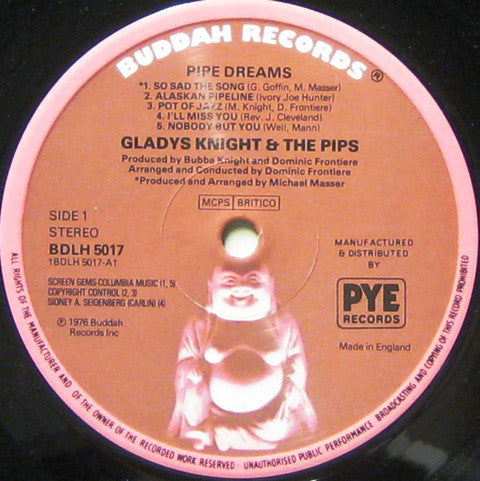 BUDDAH RECORDS
®
PIPE DREAMS
*1. SO SAD THE SONG (G. Goffin, M. Masser)
2. ALASKAN PIPELINE (Ivory Joe Hunter)
3. POT OF JAZZ (M. Knight, D. Frontiere)
4. I'LL MISS YOU (Rev. J. Cleveland)
5. NOBODY BUT YOU (Weil, Mann)
GLADYS KNIGHT & THE PIPS
Produced by Bubba Knight and Dominic Frontiere
Arranged and Conducted by Dominic Frontiere
*Produced and Arranged by Michael Masser
MCPS BRITICO
SIDE 1
STEREO
BDLH 5017
†BDLH 5017-A†
SCREEN GEMS-COLUMBIA MUSIC (1, 5)
COPYRIGHT CONTROL (2, 3)
SIDNEY A. SEIDENBERG (CARLIN) (4)
℗ 1976 Buddah
Records Inc
MANUFACTURED
& DISTRIBUTED
BY
PYE
RECORDS
Made in England
ALL RIGHTS OF THE MANUFACTURER AND OF THE OWNER OF THE RECORDED WORK RESERVED · UNAUTHORISED PUBLIC PERFORMANCE BROADCASTING AND COPYING OF THIS RECORD PROHIBITED